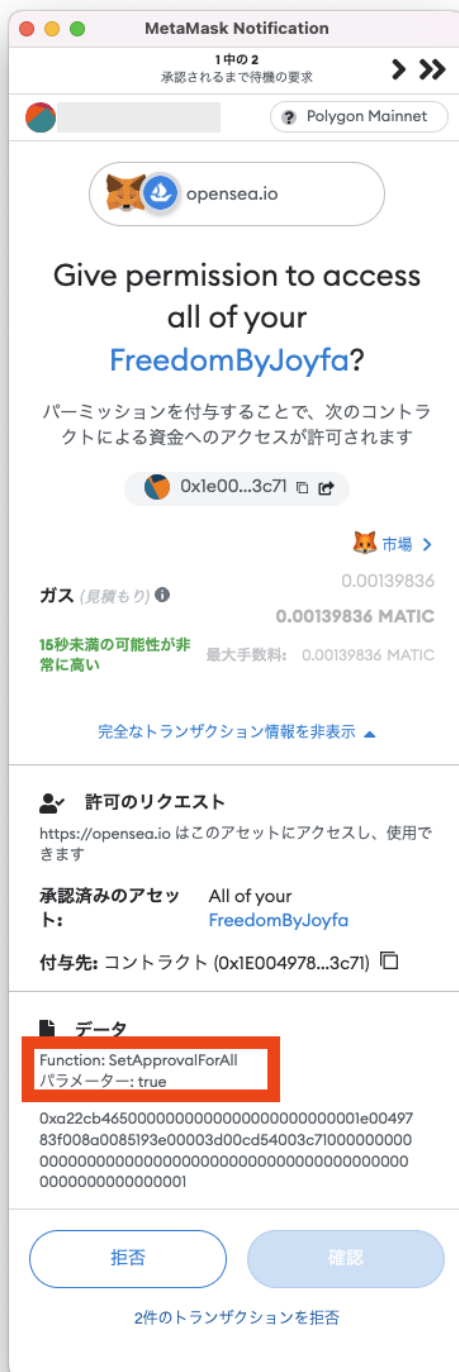 MetaMask Notification
1中の2
承認されるまで待機の要求
Polygon Mainnet
opensea.io
Give permission to access
all of your
FreedomByJoyfa?
パーミッションを付与することで、次のコントラ
クトによる資金へのアクセスが許可されます
0x1e00...3c71
市場
0.00139836
ガス (見積もり)
0.00139836 MATIC
15秒未満の可能性が非
常に高い
最大手数料: 0.00139836 MATIC
完全なトランザクション情報を非表示
許可のリクエスト
https://opensea.io はこのアセットにアクセスし、使用で
きます
承認済みのアセッ
ト:
All of your
FreedomByJoyfa
付与先: コントラクト (0x1E004978...3c71)
データ
Function: SetApprovalForAll
パラメーター: true
0xa22cb4650000000000000000000000001e00497
83f008a0085193e00003d00cd54003c71000000000
0000000000000000000000000000000000000000
0000000000000001
拒否
確認
2件のトランザクションを拒否